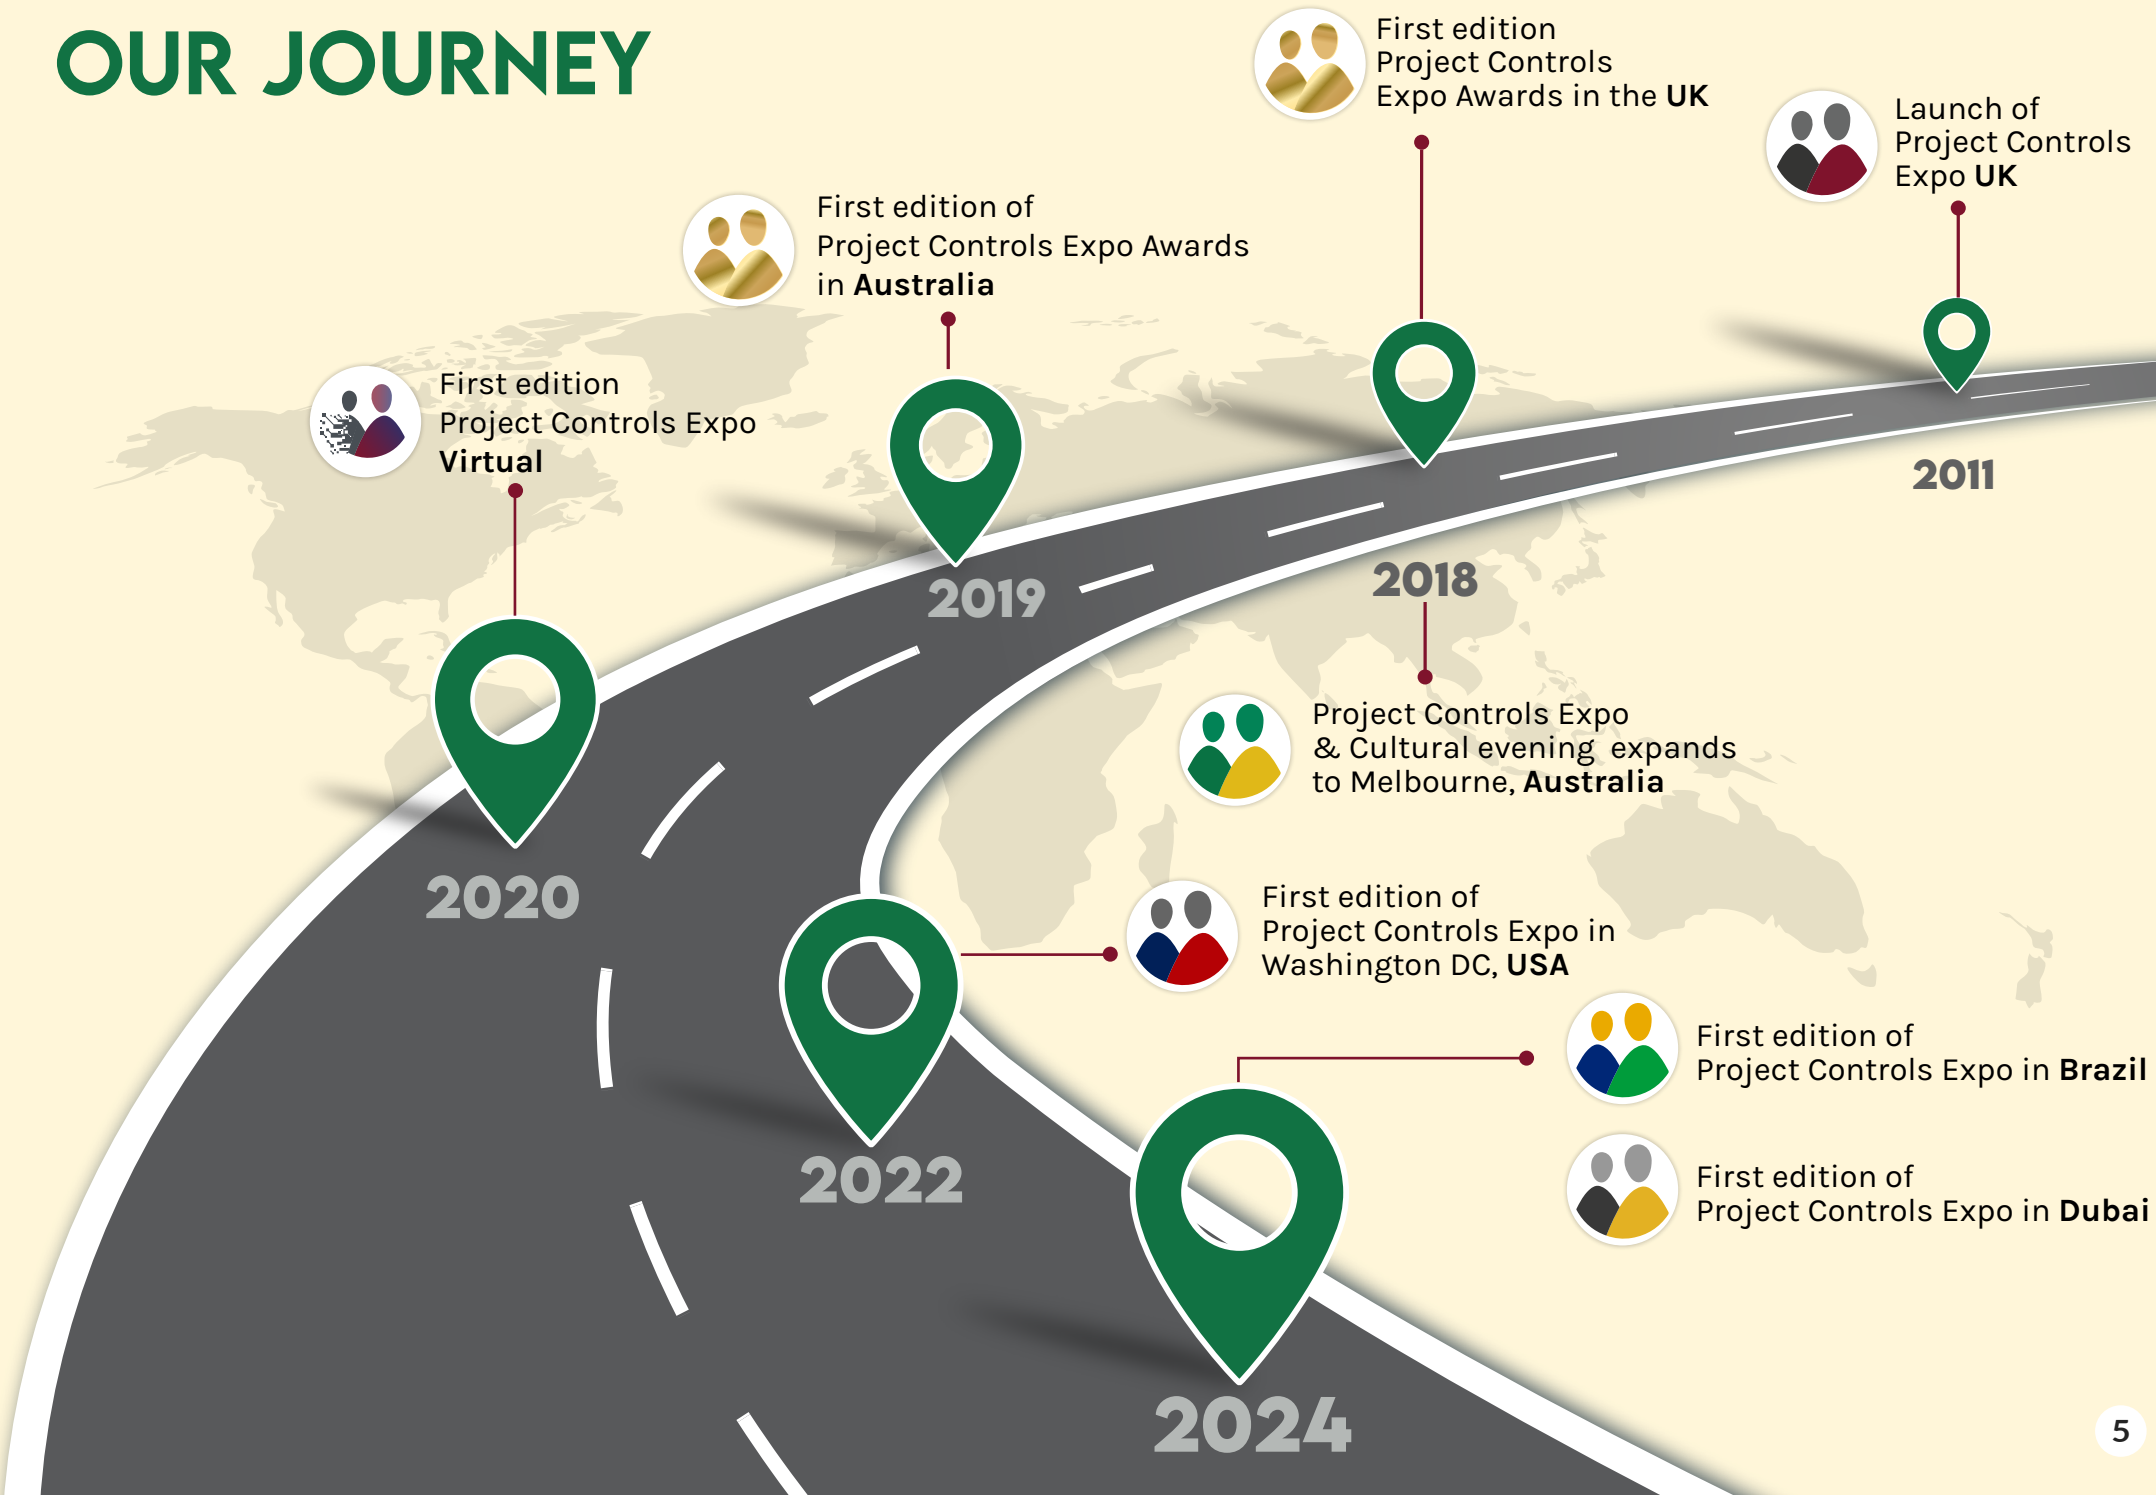 OUR JOURNEY
First edition
Project Controls
Expo Awards in the UK
Launch of
Project Controls
Expo UK
First edition of
Project Controls Expo Awards
in Australia
First edition
Project Controls Expo
Virtual
2011
2018
2019
Project Controls Expo
& Cultural evening expands
to Melbourne, Australia
2020
First edition of
Project Controls Expo in
Washington DC, USA
First edition of
Project Controls Expo in Brazil
2022
First edition of
Project Controls Expo in Dubai
2024
5